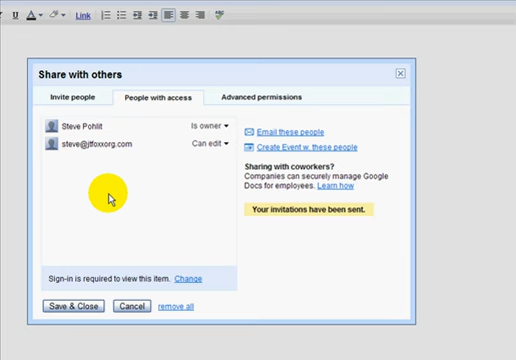 U A Link
Share with others
Invite people People with access Advanced permissions
Steve Pohlit Is owner
steve@jtfoxxorg.com Can edit
Email these people
Create Event w. these people
Sharing with coworkers?
Companies can securely manage Google
Docs for employees. Learn how
Your invitations have been sent.
Sign-in is required to view this item. Change
Save & Close Cancel remove all